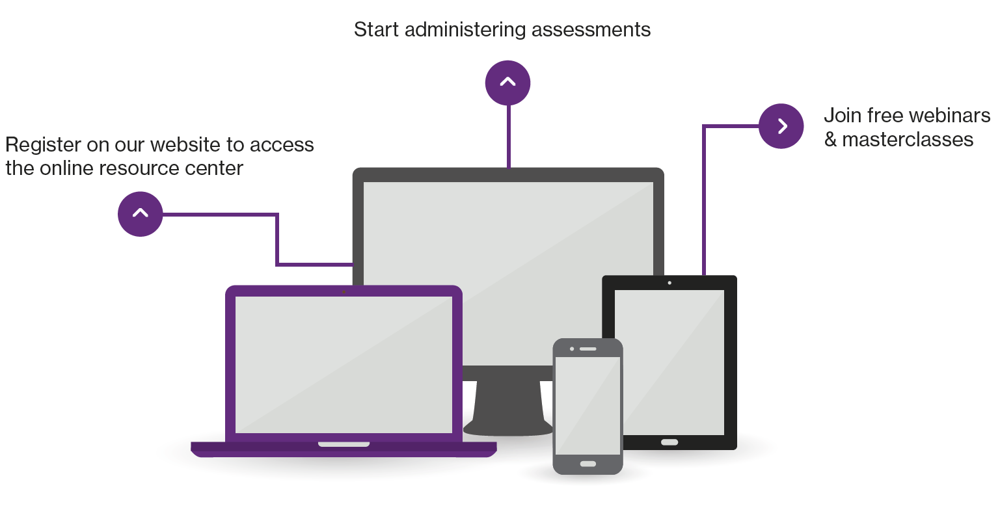 Start administering assessments
Register on our website to access
the online resource center
Join free webinars
& masterclasses